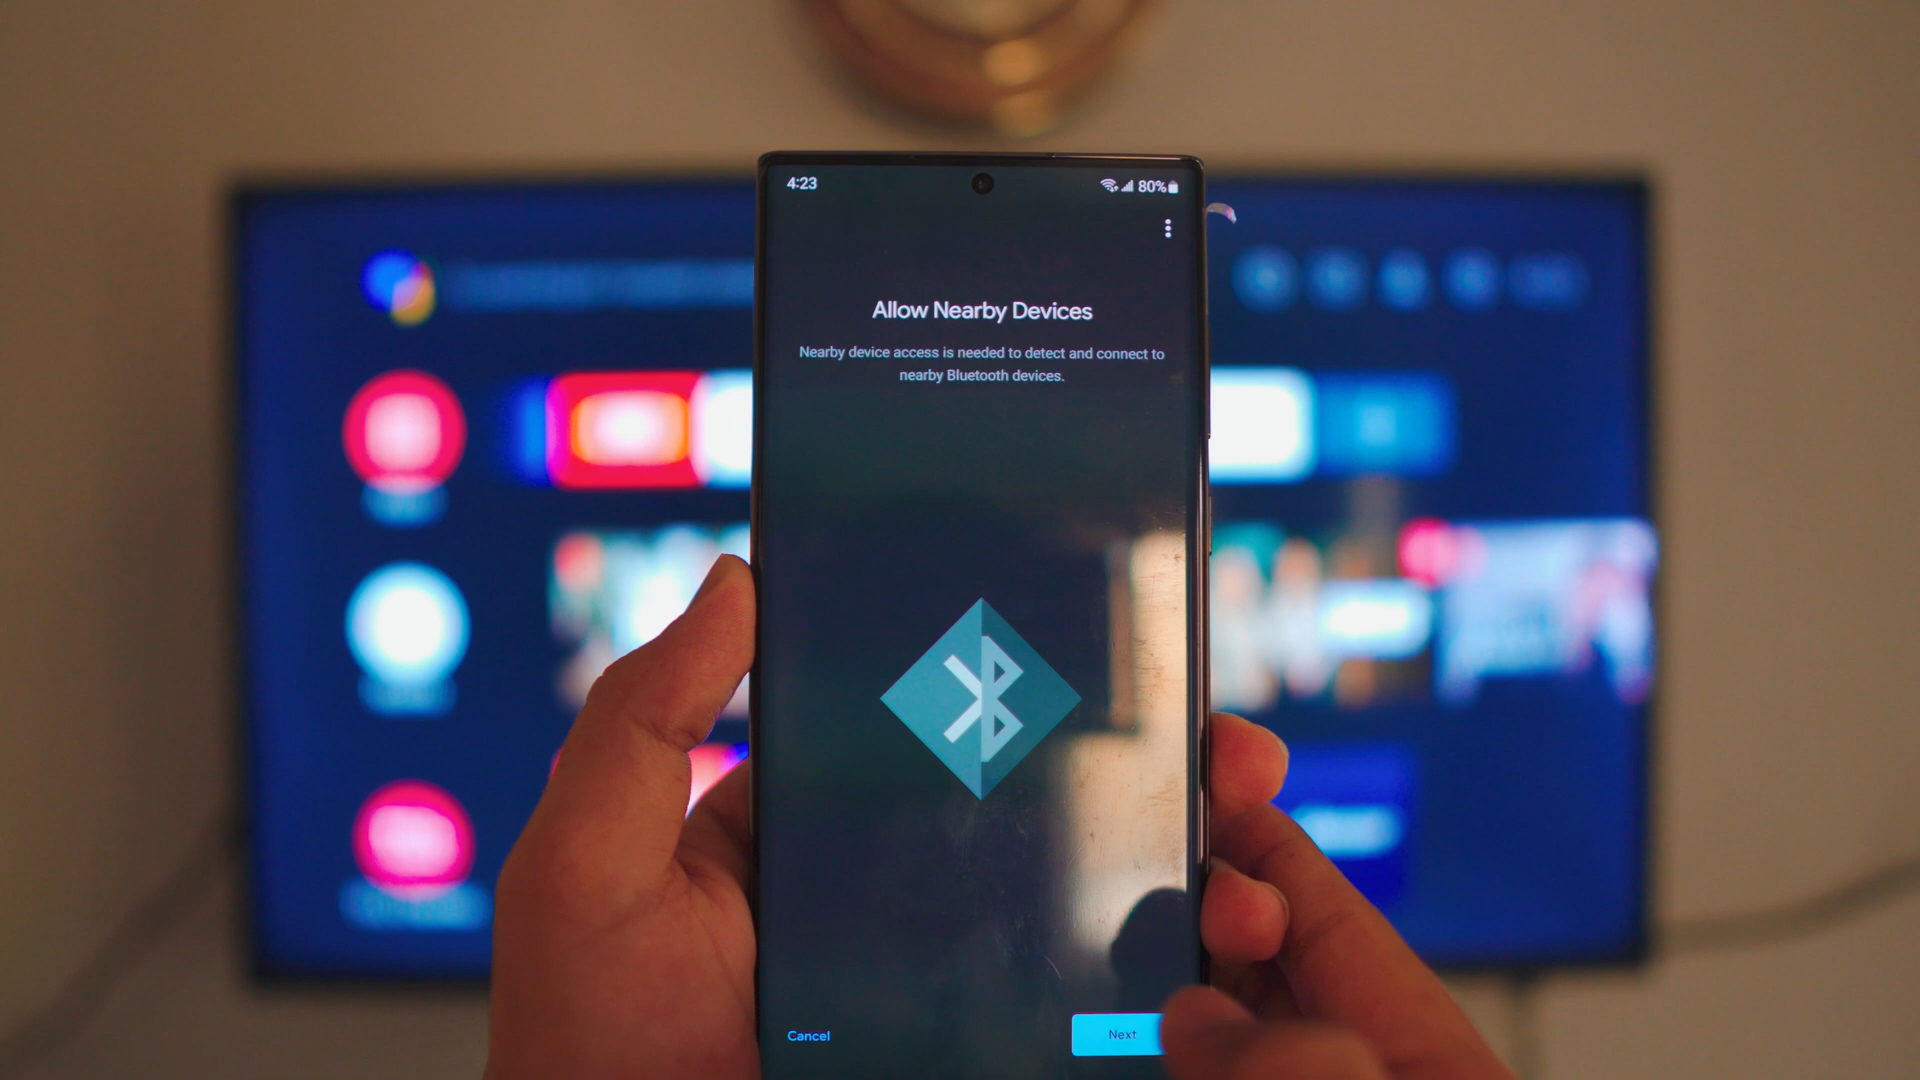 4:23
80%
Allow Nearby Devices
Nearby device access is needed to detect and connect to
nearby Bluetooth devices.
Cancel
Next